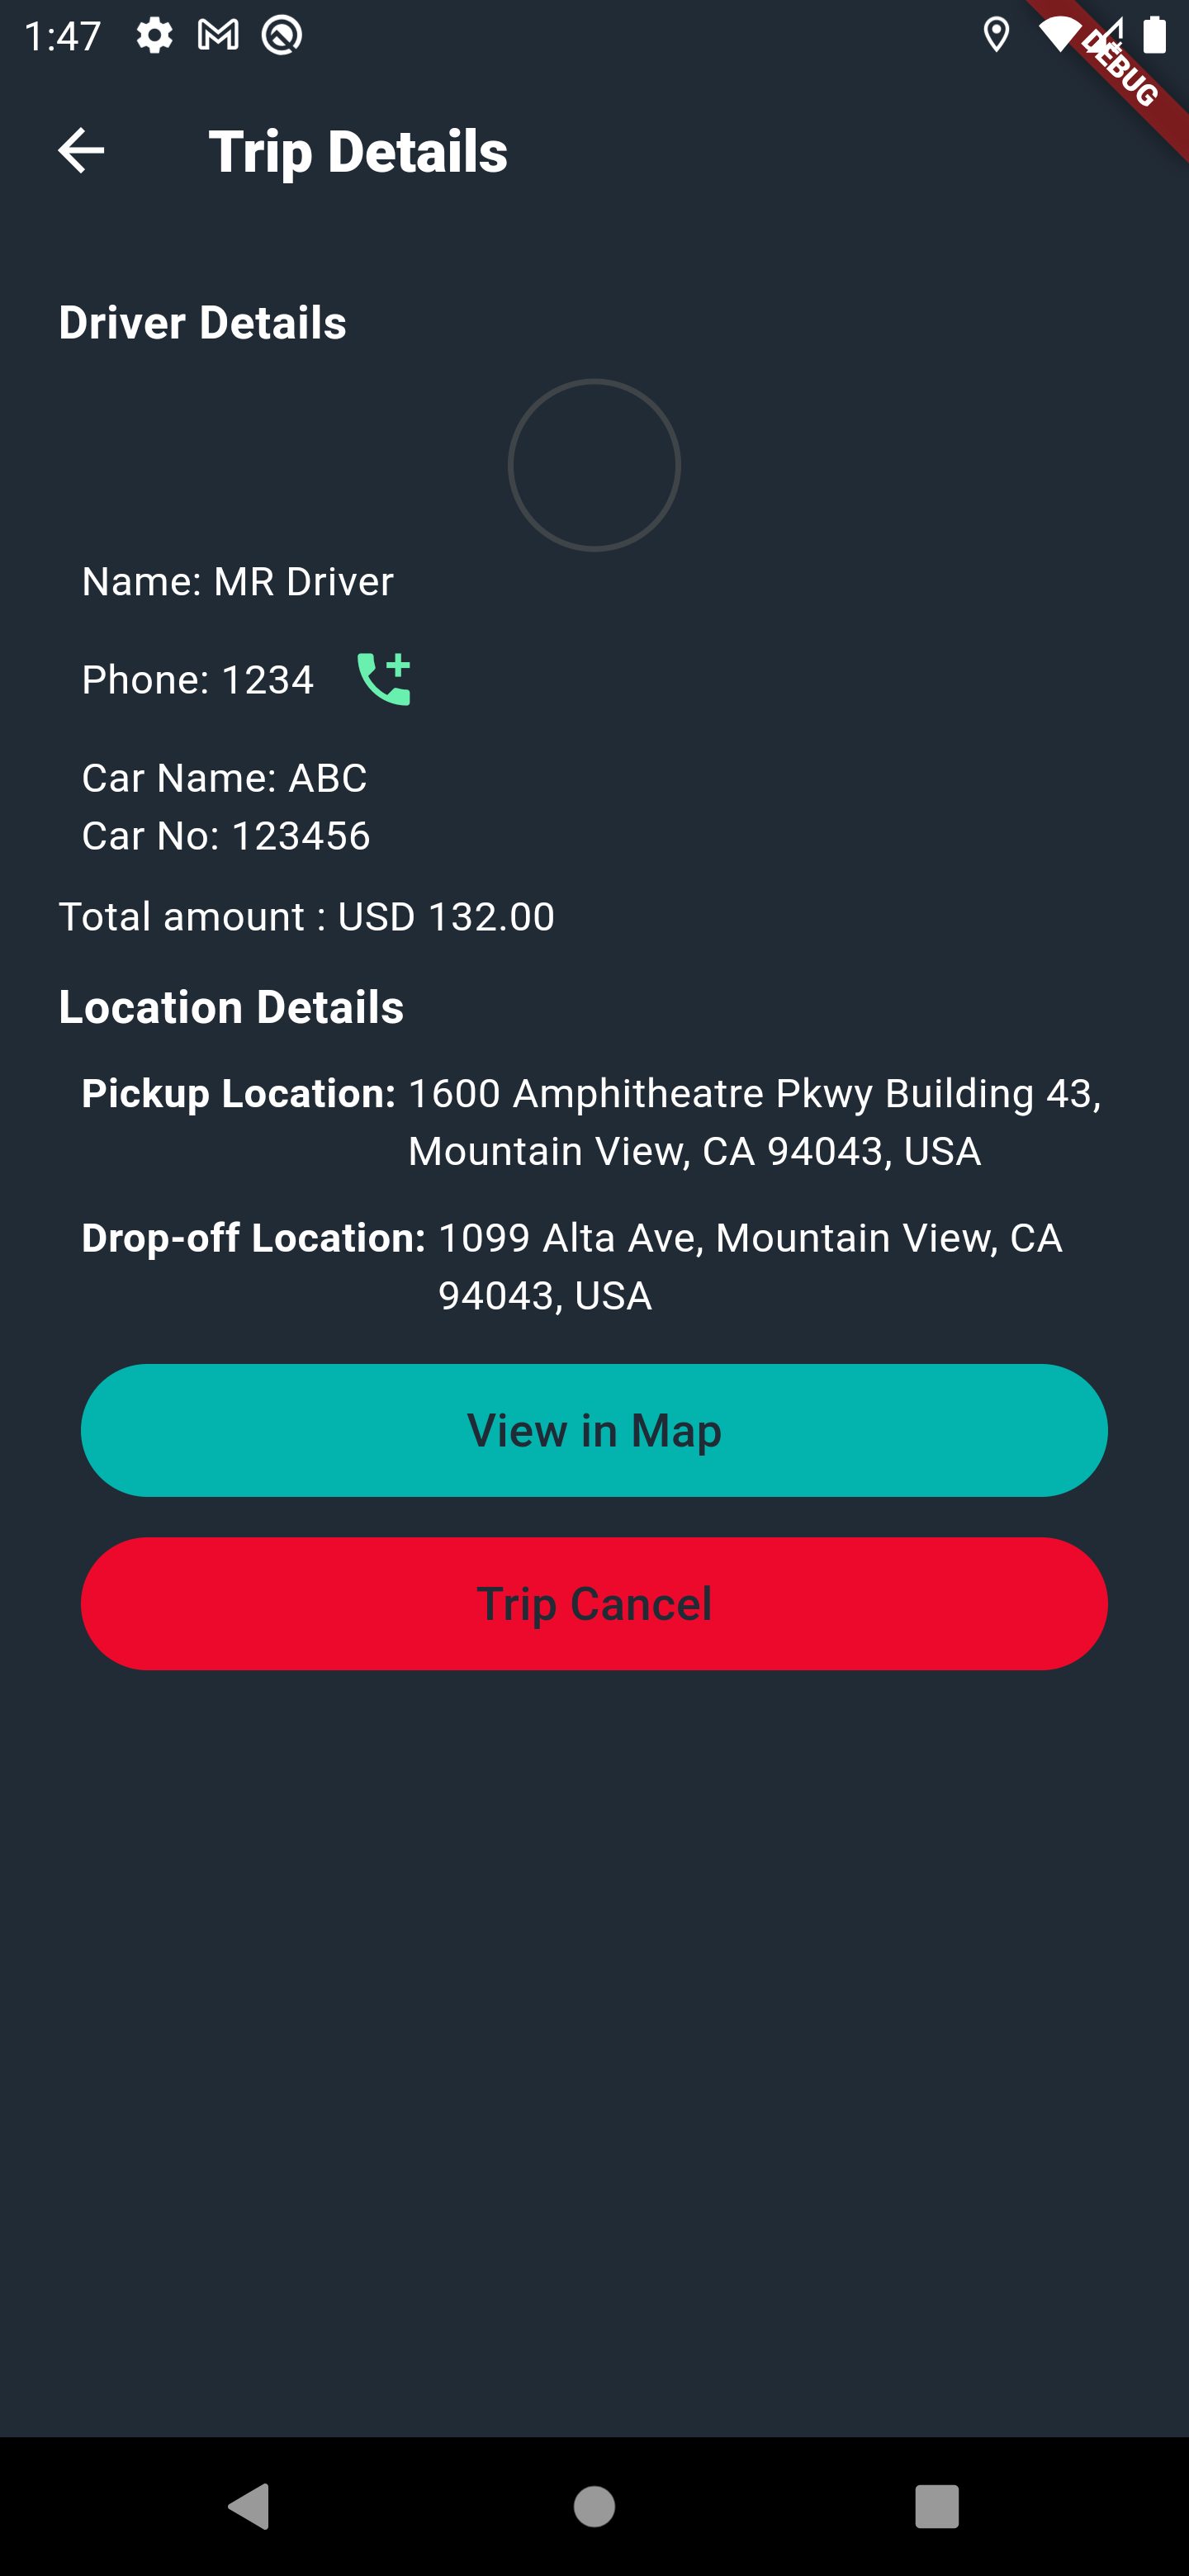 1:47
DEBUG
Trip Details
Driver Details
Name: MR Driver
Phone: 1234
Car Name: ABC
Car No: 123456
Total amount : USD 132.00
Location Details
Pickup Location: 1600 Amphitheatre Pkwy Building 43,
Mountain View, CA 94043, USA
Drop-off Location: 1099 Alta Ave, Mountain View, CA
94043, USA
View in Map
Trip Cancel